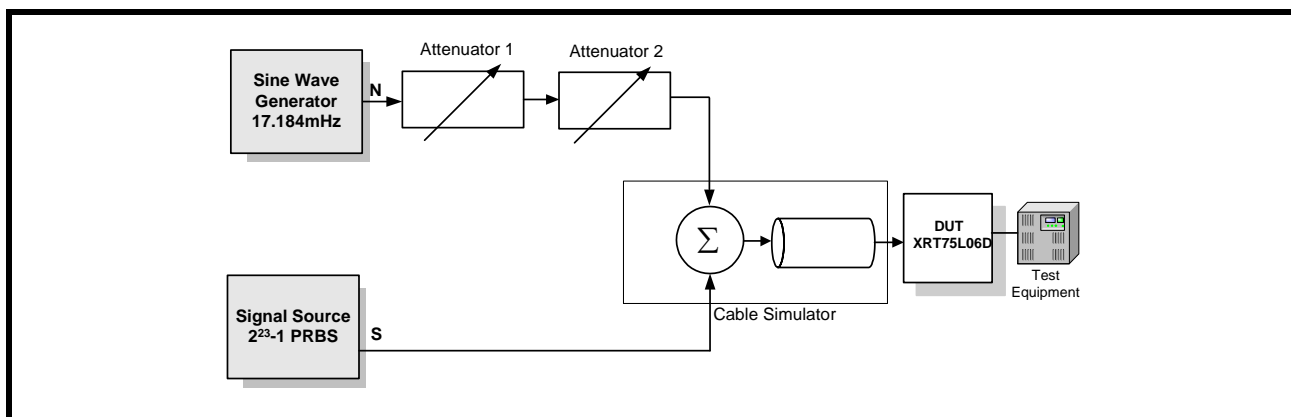 Attenuator 1
Attenuator 2
Sine Wave
Generator
17.184mHz
N
Σ
DUT
XRT75L06D
Test
Equipment
Cable Simulator
Signal Source
2²³-1 PRBS
S